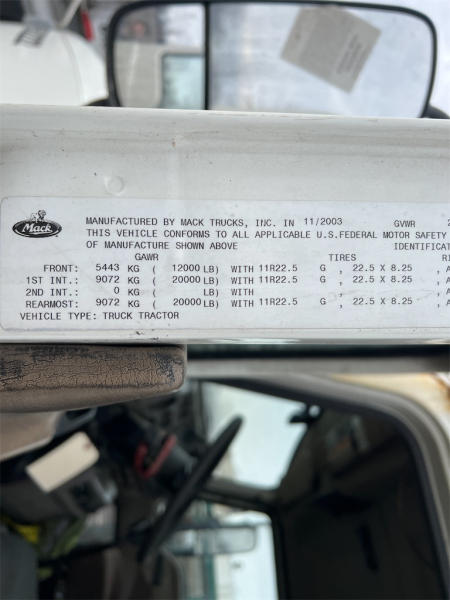 Mack
MANUFACTURED BY MACK TRUCKS, INC. IN 11/2003 GVWR 2
THIS VEHICLE CONFORMS TO ALL APPLICABLE U.S.FEDERAL MOTOR SAFETY
OF MANUFACTURE SHOWN ABOVE IDENTIFICAT
GAWR TIRES RI
FRONT: 5443 KG ( 12000 LB) WITH 11R22.5 G , 22.5 X 8.25 , A
1ST INT.: 9072 KG ( 20000 LB) WITH 11R22.5 G , 22.5 X 8.25 , A
2ND INT.: 0 KG ( LB) WITH ,
REARMOST: 9072 KG ( 20000 LB) WITH 11R22.5 G , 22.5 X 8.25 , A
VEHICLE TYPE: TRUCK TRACTOR